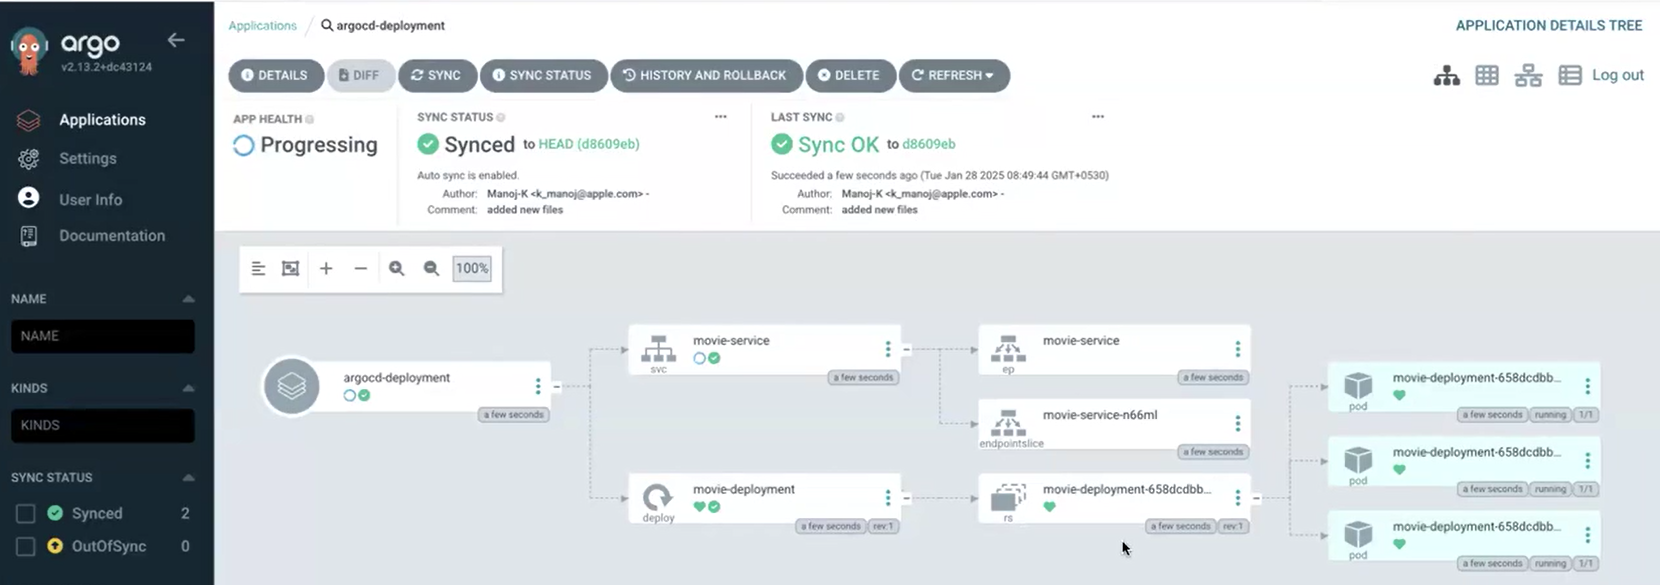 argo
v2.13.2+dc43124
Applications
Settings
User Info
Documentation
NAME
NAME
KINDS
KINDS
SYNC STATUS
Synced 2
OutOfSync 0
Applications / argocd-deployment
APPLICATION DETAILS TREE
DETAILS DIFF SYNC SYNC STATUS HISTORY AND ROLLBACK DELETE REFRESH
Log out
APP HEALTH
Progressing
SYNC STATUS
Synced to HEAD (d8609eb)
Auto sync is enabled.
Author: Manoj-K <k_manoj@apple.com> -
Comment: added new files
LAST SYNC
Sync OK to d8609eb
Succeeded a few seconds ago (Tue Jan 28 2025 08:49:44 GMT+0530)
Author: Manoj-K <k_manoj@apple.com> -
Comment: added new files
100%
argocd-deployment
a few seconds
movie-service
svc
a few seconds
movie-deployment
deploy
a few seconds rev:1
movie-service
ep
a few seconds
movie-service-n66ml
endpointslice
a few seconds
movie-deployment-658dcdbb...
rs
a few seconds rev:1
movie-deployment-658dcdbb...
pod
a few seconds running 1/1
movie-deployment-658dcdbb...
pod
a few seconds running 1/1
movie-deployment-658dcdbb...
pod
a few seconds running 1/1